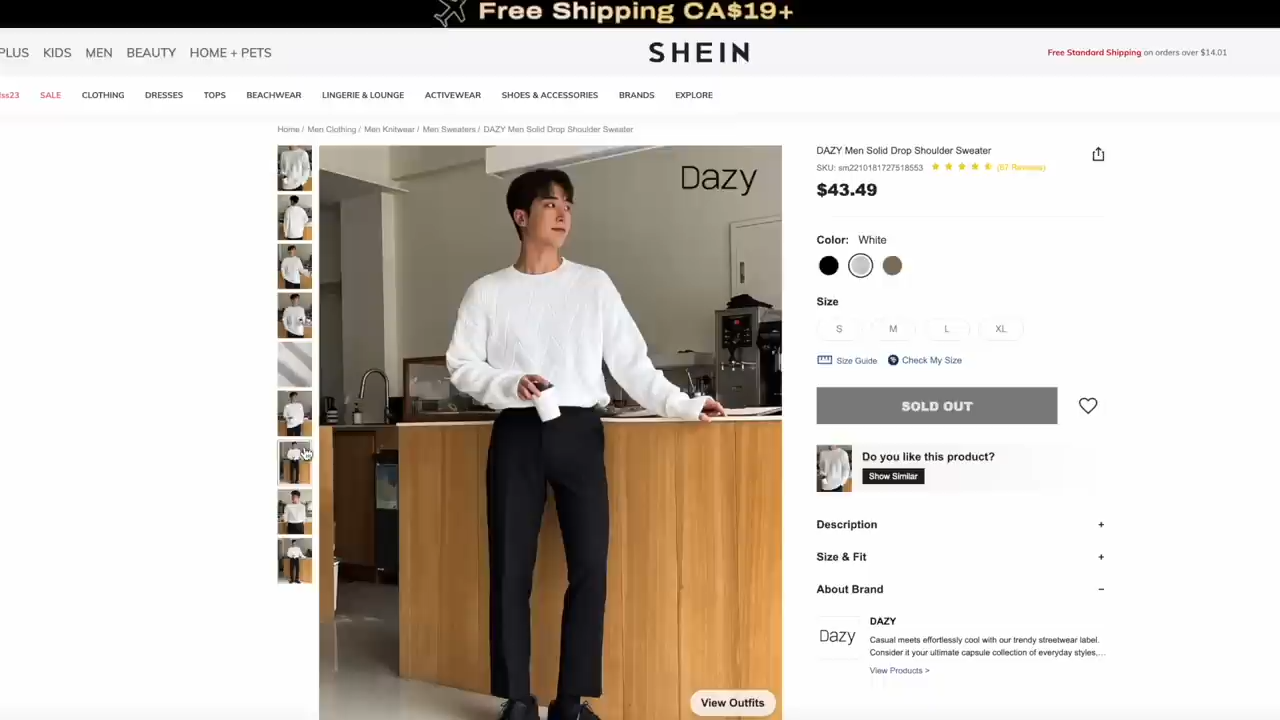 Free Shipping CA$19+
PLUS KIDS MEN BEAUTY HOME + PETS
SHEIN
Free Standard Shipping on orders over $14.01
SALE CLOTHING DRESSES TOPS BEACHWEAR LINGERIE & LOUNGE ACTIVEWEAR SHOES & ACCESSORIES BRANDS EXPLORE
Home / Men Clothing / Men Knitwear / Men Sweaters / DAZY Men Solid Drop Shoulder Sweater
Dazy
View Outfits
DAZY Men Solid Drop Shoulder Sweater
SKU: sm2210181727518553 (67 Reviews)
$43.49
Color: White
Size
S M L XL
Size Guide Check My Size
SOLD OUT
Do you like this product?
Show Similar
Description +
Size & Fit +
About Brand −
Dazy
DAZY
Casual meets effortlessly cool with our trendy streetwear label.
Consider it your ultimate capsule collection of everyday styles,...
View Products >